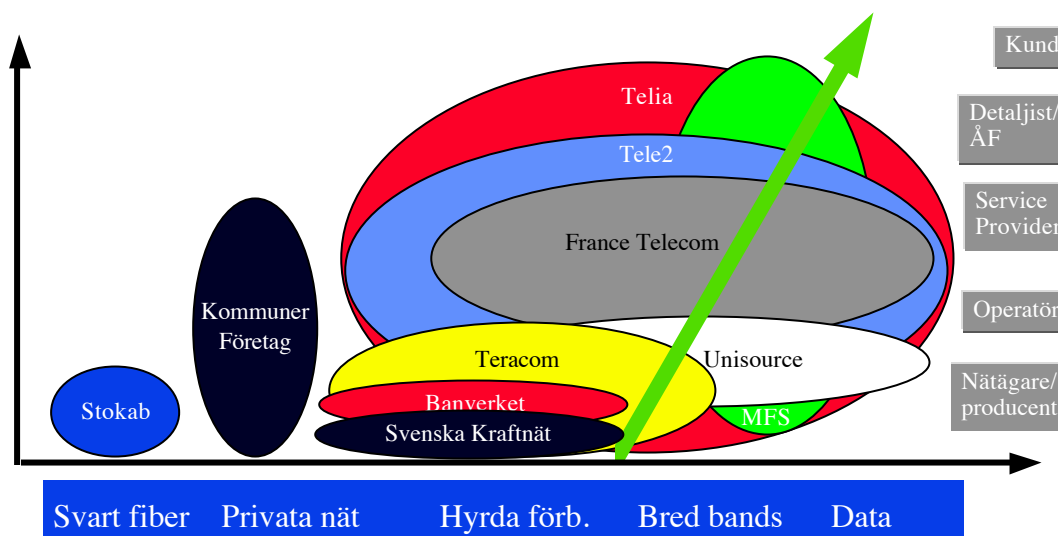 Kund
Telia
Detaljist/
ÅF
Tele2
Service
Provider
France Telecom
Kommuner
Företag
Operatör
Teracom
Unisource
Nätägare/
producent
Stokab
Banverket
MFS
Svenska Kraftnät
Svart fiber Privata nät Hyrda förb. Bred bands Data